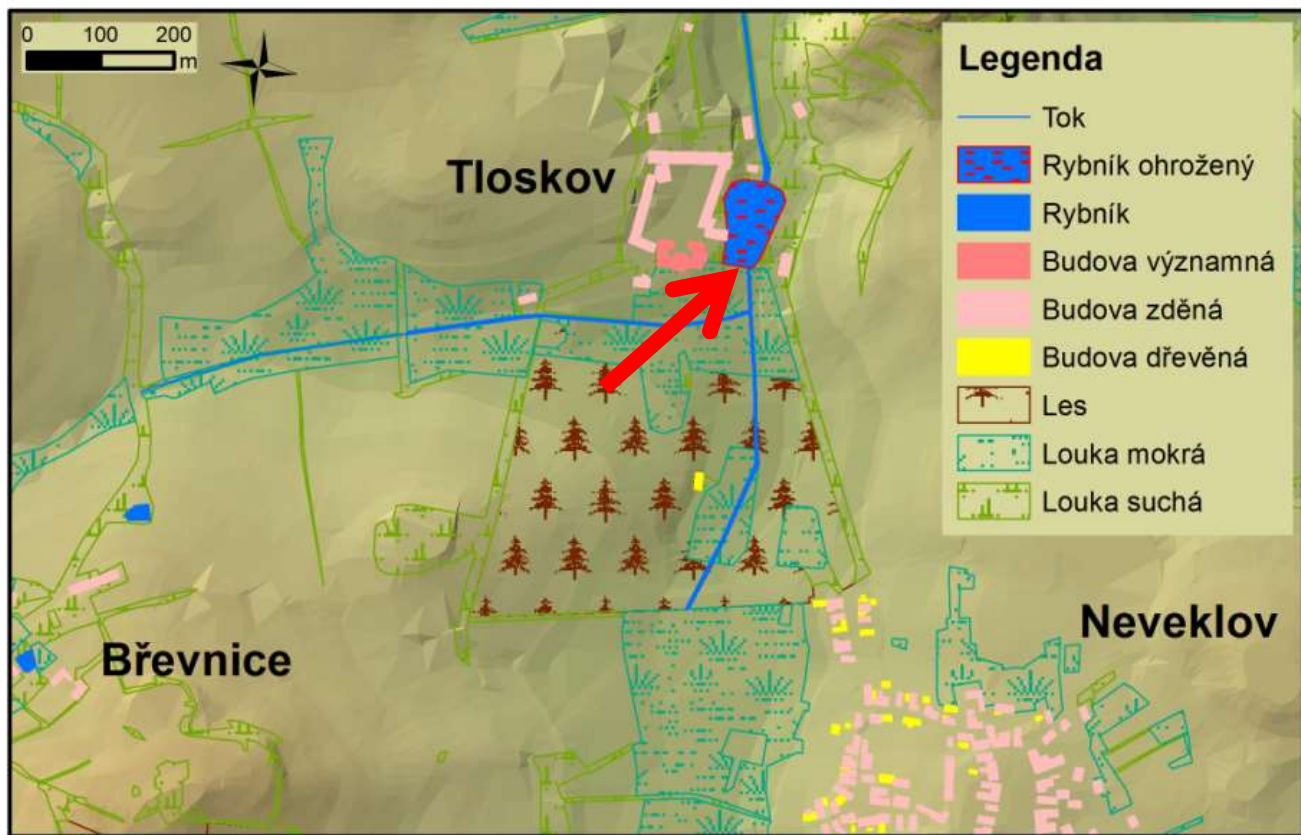 0 100 200
m
Legenda
Tok
Rybník ohrožený
Rybník
Budova významná
Budova zděná
Budova dřevěná
Les
Louka mokrá
Louka suchá
Tloskov
Neveklov
Břevnice